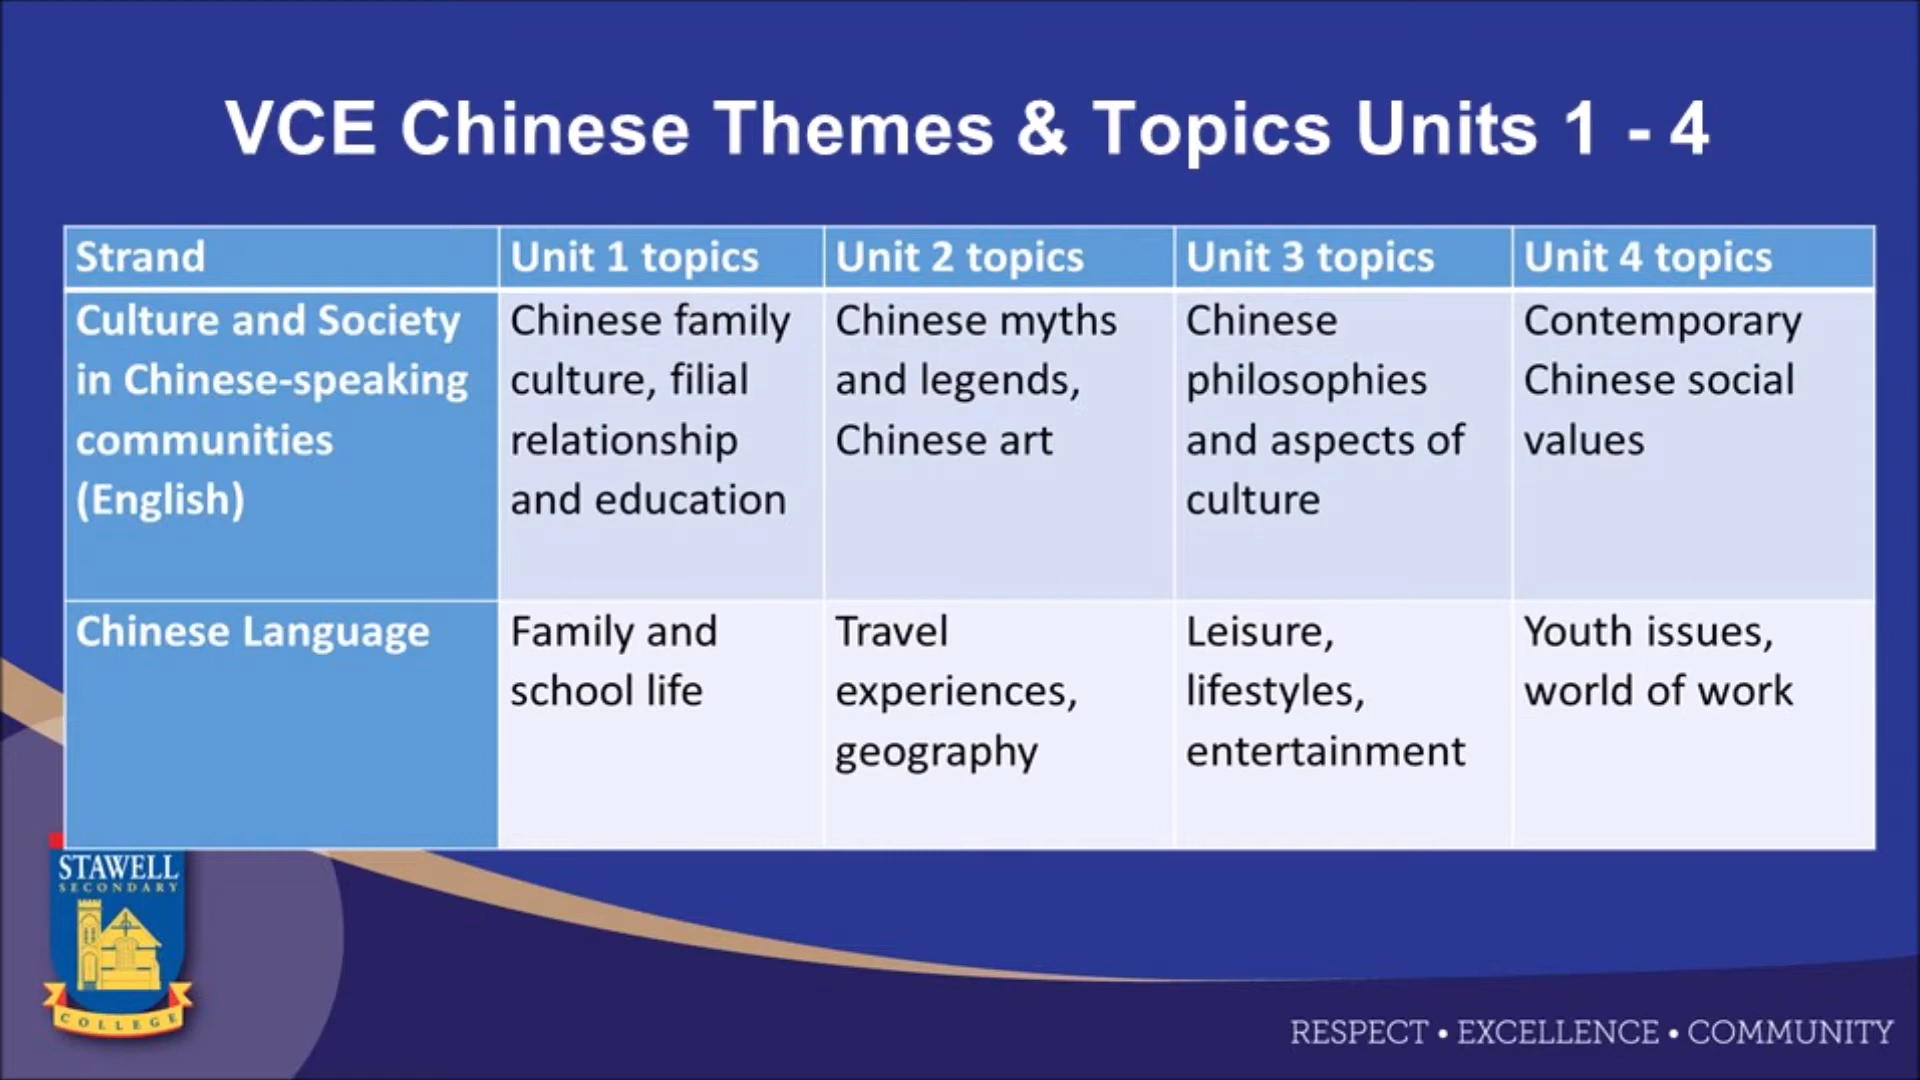 VCE Chinese Themes & Topics Units 1 - 4
Strand
Unit 1 topics
Unit 2 topics
Unit 3 topics
Unit 4 topics
Culture and Society
in Chinese-speaking
communities
(English)
Chinese family
culture, filial
relationship
and education
Chinese myths
and legends,
Chinese art
Chinese
philosophies
and aspects of
culture
Contemporary
Chinese social
values
Chinese Language
Family and
school life
Travel
experiences,
geography
Leisure,
lifestyles,
entertainment
Youth issues,
world of work
STAWELL
SECONDARY
COLLEGE
RESPECT • EXCELLENCE • COMMUNITY